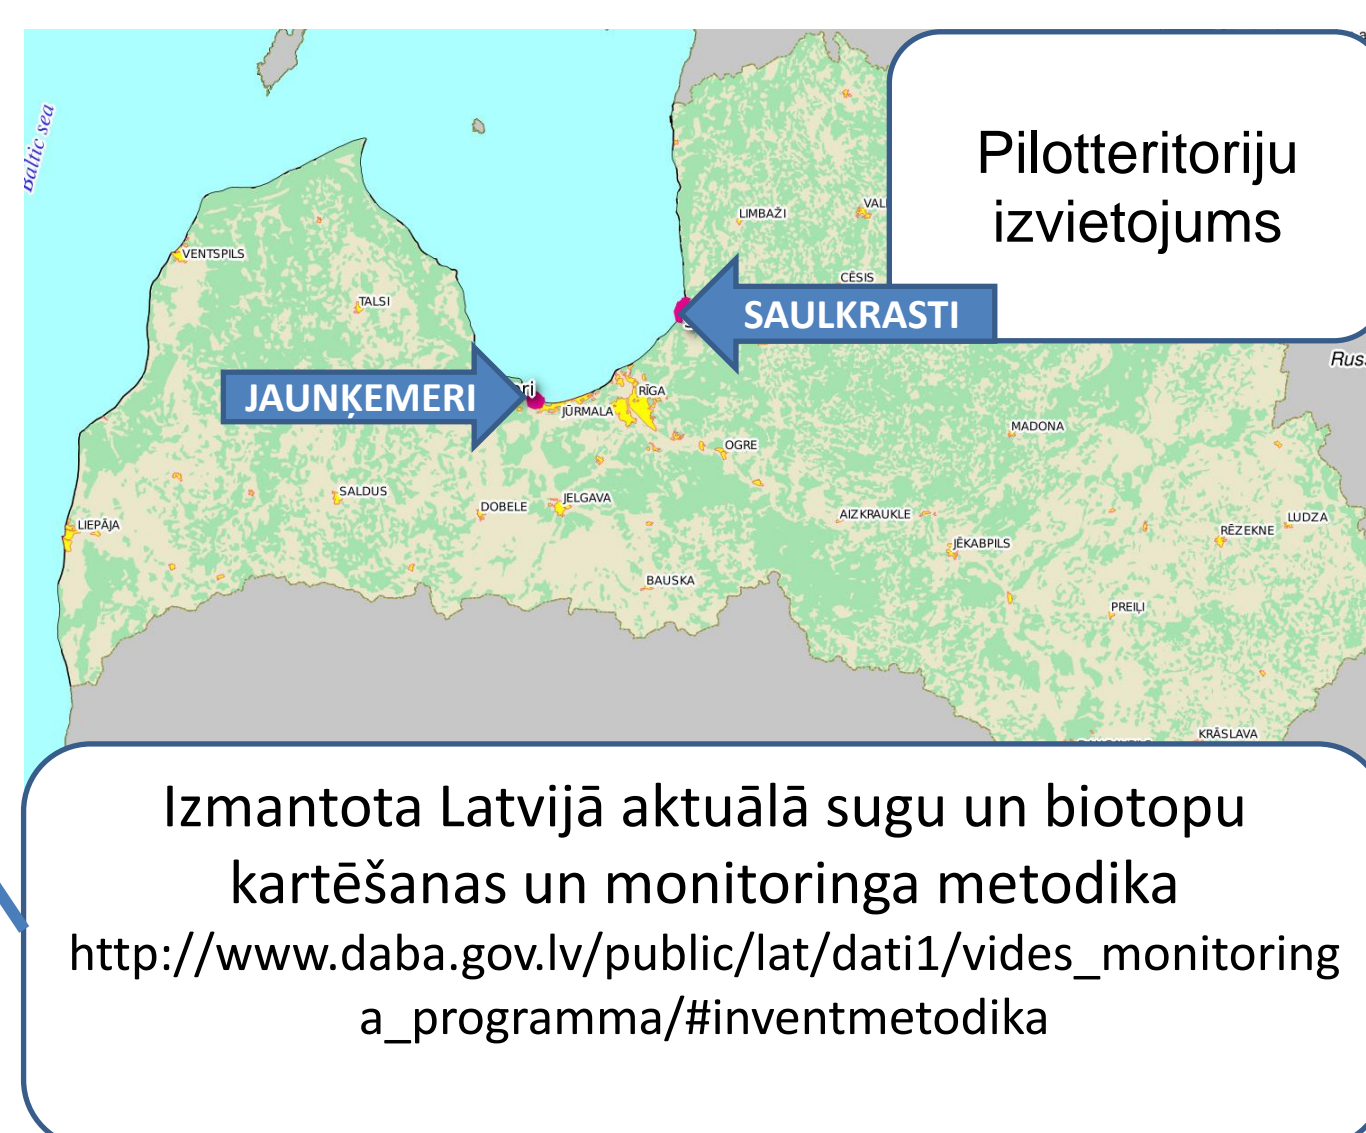 Baltic sea
Pilotteritoriju
izvietojums
LIMBAŽI
VENTSPILS
CĒSIS
TALSI
SAULKRASTI
JAUNĶEMERI
RĪGA
JŪRMALA
MADONA
OGRE
SALDUS
DOBELE
JELGAVA
AIZKRAUKLE
LIEPĀJA
LUDZA
RĒZEKNE
JĒKABPILS
BAUSKA
PREIĻI
KRĀSLAVA
Izmantota Latvijā aktuālā sugu un biotopu
kartēšanas un monitoringa metodika
http://www.daba.gov.lv/public/lat/dati1/vides_monitoring
a_programma/#inventmetodika